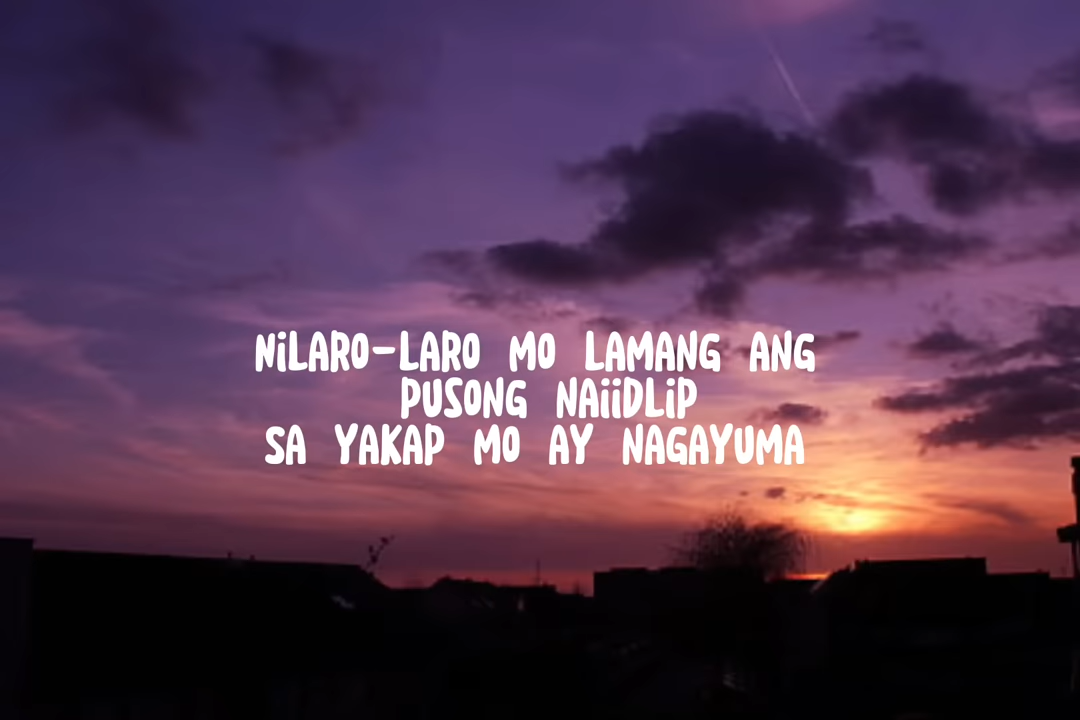 NiLARO-LARO MO LAMANG ANG
PUSONG NAiiDLiP
SA YAKAP MO AY NAGAYUMA